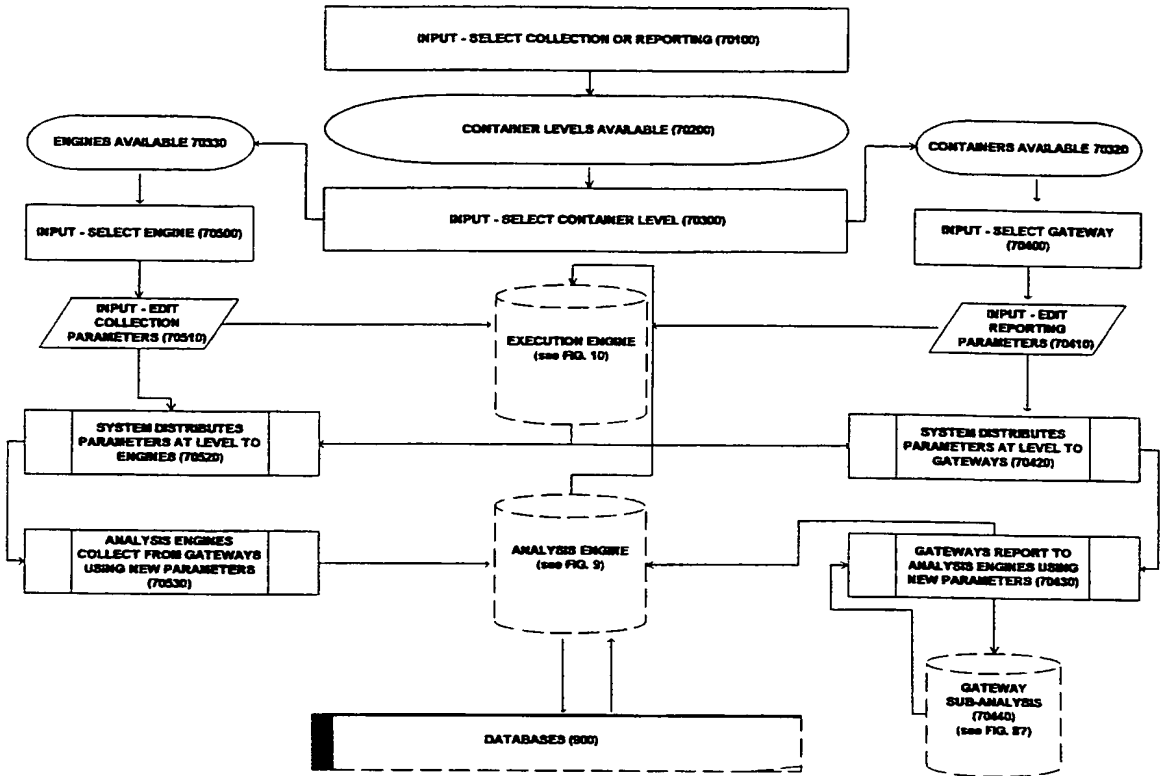 INPUT - SELECT COLLECTION OR REPORTING (70100)
CONTAINER LEVELS AVAILABLE (70200)
ENGINES AVAILABLE 70330
CONTAINERS AVAILABLE 70320
INPUT - SELECT CONTAINER LEVEL (70300)
INPUT - SELECT ENGINE (70500)
INPUT - SELECT GATEWAY
(70400)
INPUT - EDIT
COLLECTION
PARAMETERS (70510)
EXECUTION ENGINE
(see FIG. 10)
INPUT - EDIT
REPORTING
PARAMETERS (70410)
SYSTEM DISTRIBUTES
PARAMETERS AT LEVEL TO
ENGINES (70520)
SYSTEM DISTRIBUTES
PARAMETERS AT LEVEL TO
GATEWAYS (70420)
ANALYSIS ENGINES
COLLECT FROM GATEWAYS
USING NEW PARAMETERS
(70530)
ANALYSIS ENGINE
(see FIG. 9)
GATEWAYS REPORT TO
ANALYSIS ENGINES USING
NEW PARAMETERS (70430)
GATEWAY
SUB-ANALYSIS
(70440)
(see FIG. 87)
DATABASES (900)